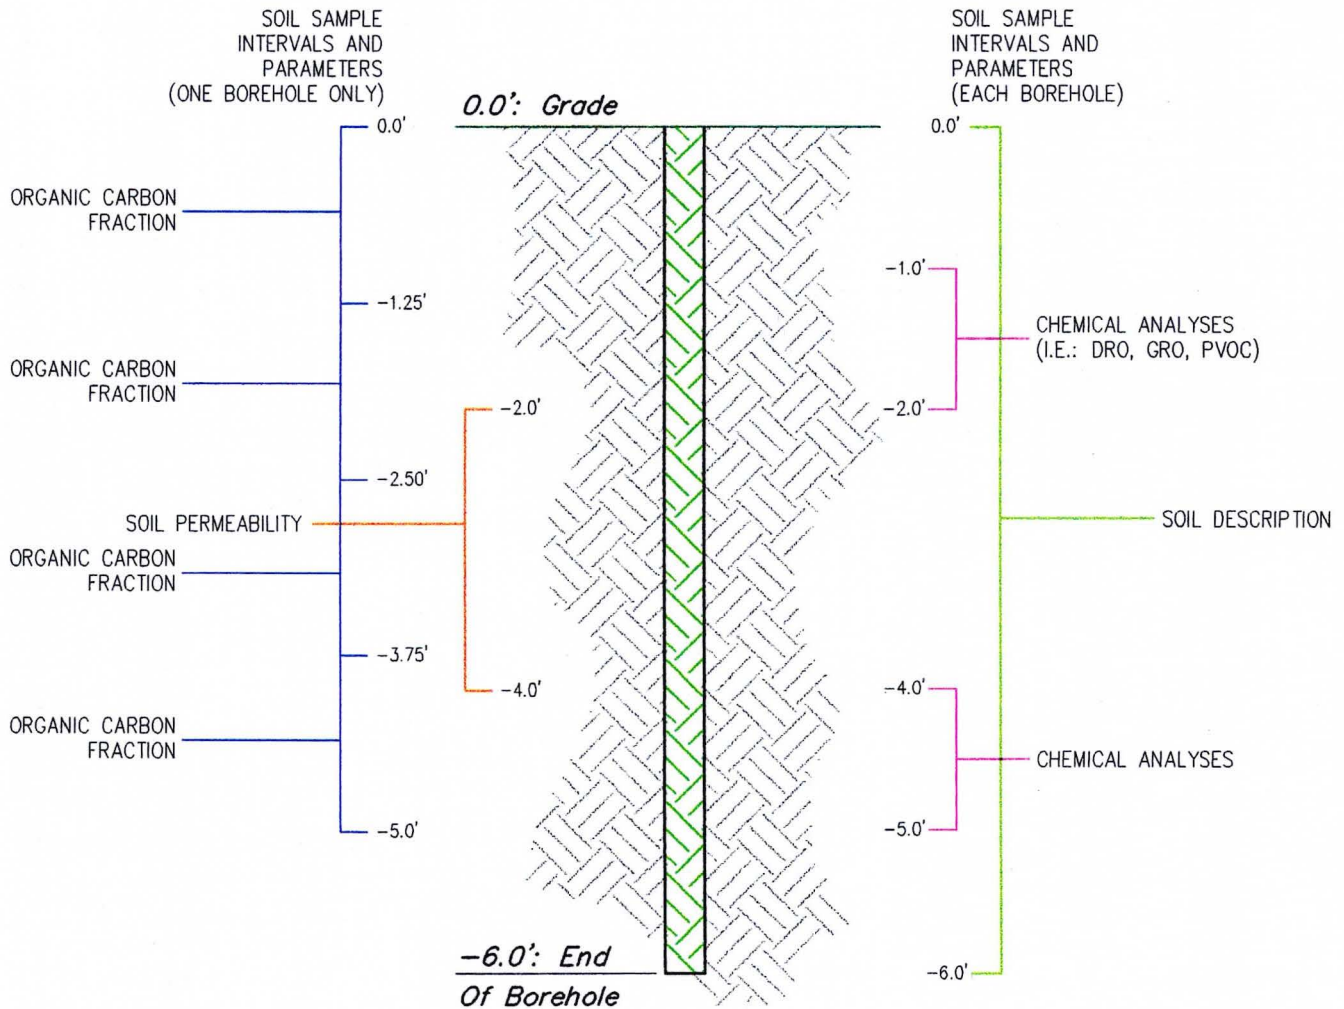 SOIL SAMPLE
INTERVALS AND
PARAMETERS
(ONE BOREHOLE ONLY)
0.0'
ORGANIC CARBON
FRACTION
-1.25'
ORGANIC CARBON
FRACTION
-2.50'
SOIL PERMEABILITY
ORGANIC CARBON
FRACTION
-3.75'
ORGANIC CARBON
FRACTION
-5.0'
-2.0'
-4.0'
0.0': Grade
-6.0': End
Of Borehole
SOIL SAMPLE
INTERVALS AND
PARAMETERS
(EACH BOREHOLE)
0.0'
-1.0'
CHEMICAL ANALYSES
(I.E.: DRO, GRO, PVOC)
-2.0'
SOIL DESCRIPTION
-4.0'
CHEMICAL ANALYSES
-5.0'
-6.0'